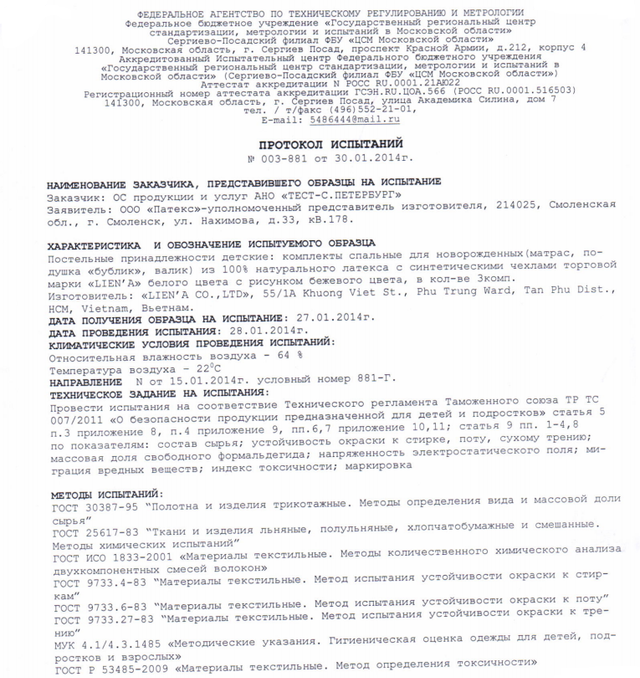 ФЕДЕРАЛЬНОЕ АГЕНТСТВО ПО ТЕХНИЧЕСКОМУ РЕГУЛИРОВАНИЮ И МЕТРОЛОГИИ
Федеральное бюджетное учреждение «Государственный региональный центр
стандартизации, метрологии и испытаний в Московской области»
Сергиево-Посадский филиал ФБУ «ЦСМ Московской области»
141300, Московская область, г. Сергиев Посад, проспект Красной Армии, д.212, корпус 4
Аккредитованный Испытательный центр Федерального бюджетного учреждения
«Государственный региональный центр стандартизации, метрологии и испытаний в
Московской области» (Сергиево-Посадский филиал ФБУ «ЦСМ Московской области»)
Аттестат аккредитации N РОСС RU.0001.21АЮ22
Регистрационный номер аттестата аккредитации ГСЭН.RU.ЦОА.566 (РОСС RU.0001.516503)
141300, Московская область, г. Сергиев Посад, улица Академика Силина, дом 7
тел. / т/факс (496)552-21-01,
E-mail: 5486444@mail.ru
ПРОТОКОЛ ИСПЫТАНИЙ
№ 003-881 от 30.01.2014г.
НАИМЕНОВАНИЕ ЗАКАЗЧИКА, ПРЕДСТАВИВШЕГО ОБРАЗЦЫ НА ИСПЫТАНИЕ
Заказчик: ОС продукции и услуг АНО «ТЕСТ-С.ПЕТЕРБУРГ»
Заявитель: ООО «Патекс»-уполномоченный представитель изготовителя, 214025, Смоленская
обл., г. Смоленск, ул. Нахимова, д.33, кВ.178.
ХАРАКТЕРИСТИКА И ОБОЗНАЧЕНИЕ ИСПЫТУЕМОГО ОБРАЗЦА
Постельные принадлежности детские: комплекты спальные для новорожденных(матрас, по-
душка «бублик», валик) из 100% натурального латекса с синтетическими чехлами торговой
марки «LIEN'A» белого цвета с рисунком бежевого цвета, в кол-ве 3комп.
Изготовитель: «LIEN'A CO.,LTD», 55/1A Khuong Viet St., Phu Trung Ward, Tan Phu Dist.,
HCM, Vietnam, Вьетнам.
ДАТА ПОЛУЧЕНИЯ ОБРАЗЦА НА ИСПЫТАНИЕ: 27.01.2014г.
ДАТА ПРОВЕДЕНИЯ ИСПЫТАНИЯ: 28.01.2014г.
КЛИМАТИЧЕСКИЕ УСЛОВИЯ ПРОВЕДЕНИЯ ИСПЫТАНИЙ:
Относительная влажность воздуха - 64 %
Температура воздуха - 22⁰С
НАПРАВЛЕНИЕ N от 15.01.2014г. условный номер 881-Г.
ТЕХНИЧЕСКОЕ ЗАДАНИЕ НА ИСПЫТАНИЯ:
Провести испытания на соответствие Технического регламента Таможенного союза ТР ТС
007/2011 «О безопасности продукции предназначенной для детей и подростков» статья 5
п.3 приложение 8, п.4 приложение 9, пп.6,7 приложение 10,11; статья 9 пп. 1-4,8
по показателям: состав сырья; устойчивость окраски к стирке, поту, сухому трению;
массовая доля свободного формальдегида; напряженность электростатического поля; ми-
грация вредных веществ; индекс токсичности; маркировка
МЕТОДЫ ИСПЫТАНИЙ:
ГОСТ 30387-95 "Полотна и изделия трикотажные. Методы определения вида и массовой доли
сырья"
ГОСТ 25617-83 "Ткани и изделия льняные, полульняные, хлопчатобумажные и смешанные.
Методы химических испытаний"
ГОСТ ИСО 1833-2001 «Материалы текстильные. Методы количественного химического анализа
двухкомпонентных смесей волокон»
ГОСТ 9733.4-83 "Материалы текстильные. Метод испытания устойчивости окраски к стир-
кам"
ГОСТ 9733.6-83 "Материалы текстильные. Методы испытания устойчивости окраски к поту"
ГОСТ 9733.27-83 "Материалы текстильные. Метод испытания устойчивости окраски к тре-
нию"
МУК 4.1/4.3.1485 «Методические указания. Гигиеническая оценка одежды для детей, под-
ростков и взрослых»
ГОСТ Р 53485-2009 «Материалы текстильные. Метод определения токсичности»